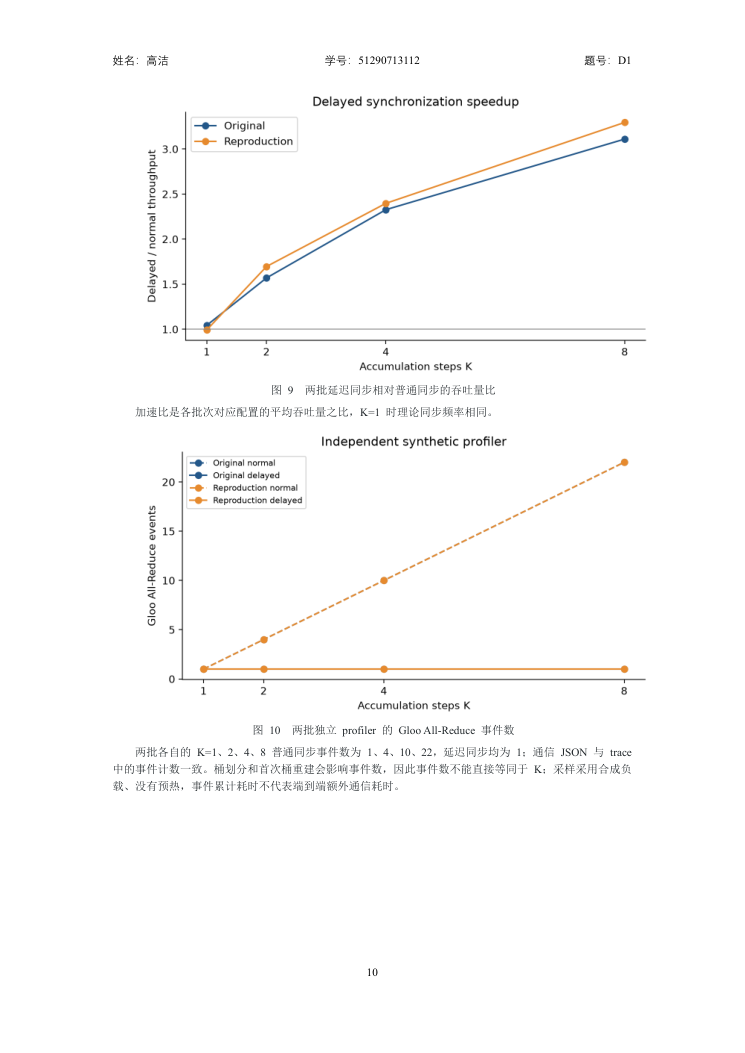 姓名：高洁 学号：51290713112 题号：D1
Delayed synchronization speedup
Original
Reproduction
Delayed / normal throughput
3.0
2.5
2.0
1.5
1.0
1 2 4 8
Accumulation steps K
图 9 两批延迟同步相对普通同步的吞吐量比
加速比是各批次对应配置的平均吞吐量之比，K=1 时理论同步频率相同。
Independent synthetic profiler
Original normal
Original delayed
Reproduction normal
Reproduction delayed
Gloo All-Reduce events
20
15
10
5
0
1 2 4 8
Accumulation steps K
图 10 两批独立 profiler 的 Gloo All-Reduce 事件数
两批各自的 K=1、2、4、8 普通同步事件数为 1、4、10、22，延迟同步均为 1；通信 JSON 与 trace
中的事件计数一致。桶划分和首次桶重建会影响事件数，因此事件数不能直接等同于 K；采样采用合成负
载、没有预热，事件累计耗时不代表端到端额外通信耗时。
10